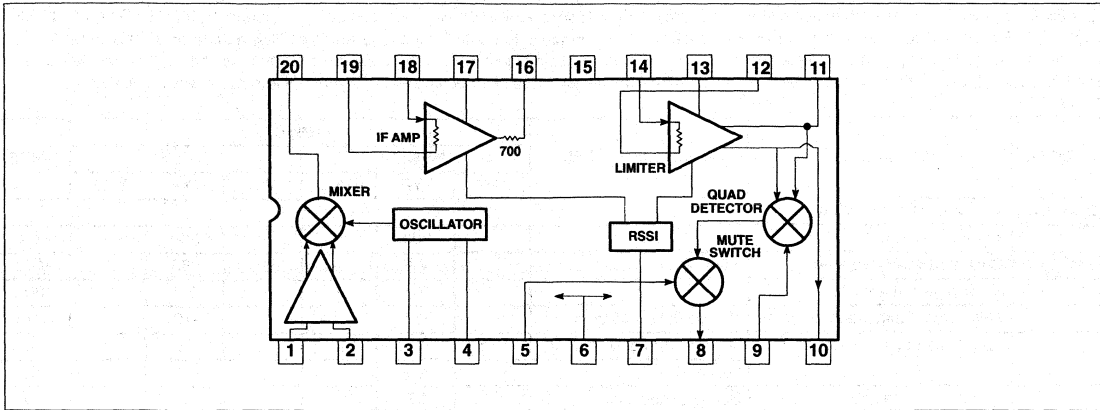 20 19 18 17 16 15 14 13 12 11
IF AMP
700
LIMITER
MIXER
QUAD
DETECTOR
OSCILLATOR
RSSI
MUTE
SWITCH
1 2 3 4 5 6 7 8 9 10